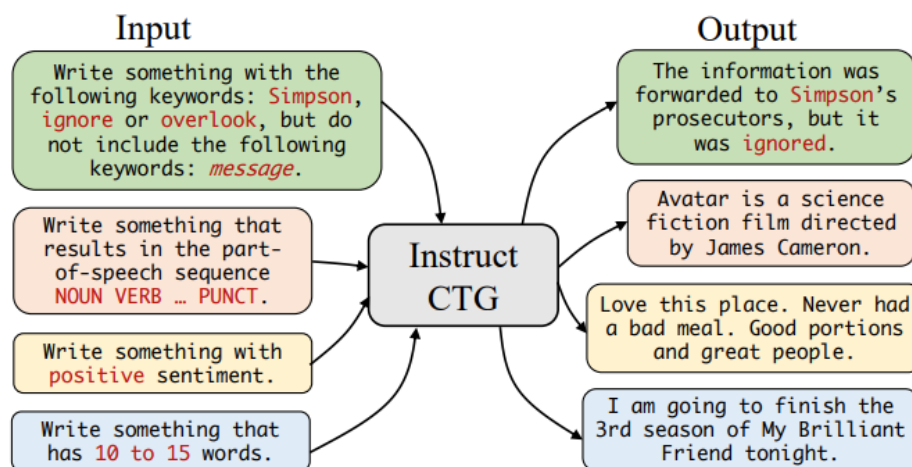 Input
Write something with the
following keywords: Simpson,
ignore or overlook, but do
not include the following
keywords: message.
Write something that
results in the part-
of-speech sequence
NOUN VERB … PUNCT.
Write something with
positive sentiment.
Write something that
has 10 to 15 words.
Instruct
CTG
Output
The information was
forwarded to Simpson's
prosecutors, but it
was ignored.
Avatar is a science
fiction film directed
by James Cameron.
Love this place. Never had
a bad meal. Good portions
and great people.
I am going to finish the
3rd season of My Brilliant
Friend tonight.